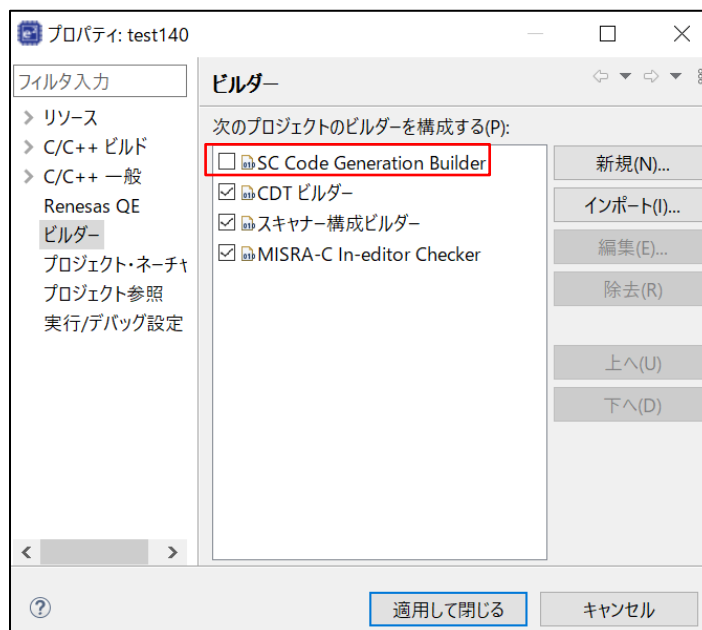 プロパティ: test140
フィルタ入力
リソース
C/C++ ビルド
C/C++ 一般
Renesas QE
ビルダー
プロジェクト・ネーチャ
プロジェクト参照
実行/デバッグ設定
ビルダー
次のプロジェクトのビルダーを構成する(P):
SC Code Generation Builder
CDT ビルダー
スキャナー構成ビルダー
MISRA-C In-editor Checker
新規(N)...
インポート(I)...
編集(E)...
除去(R)
上へ(U)
下へ(D)
適用して閉じる
キャンセル